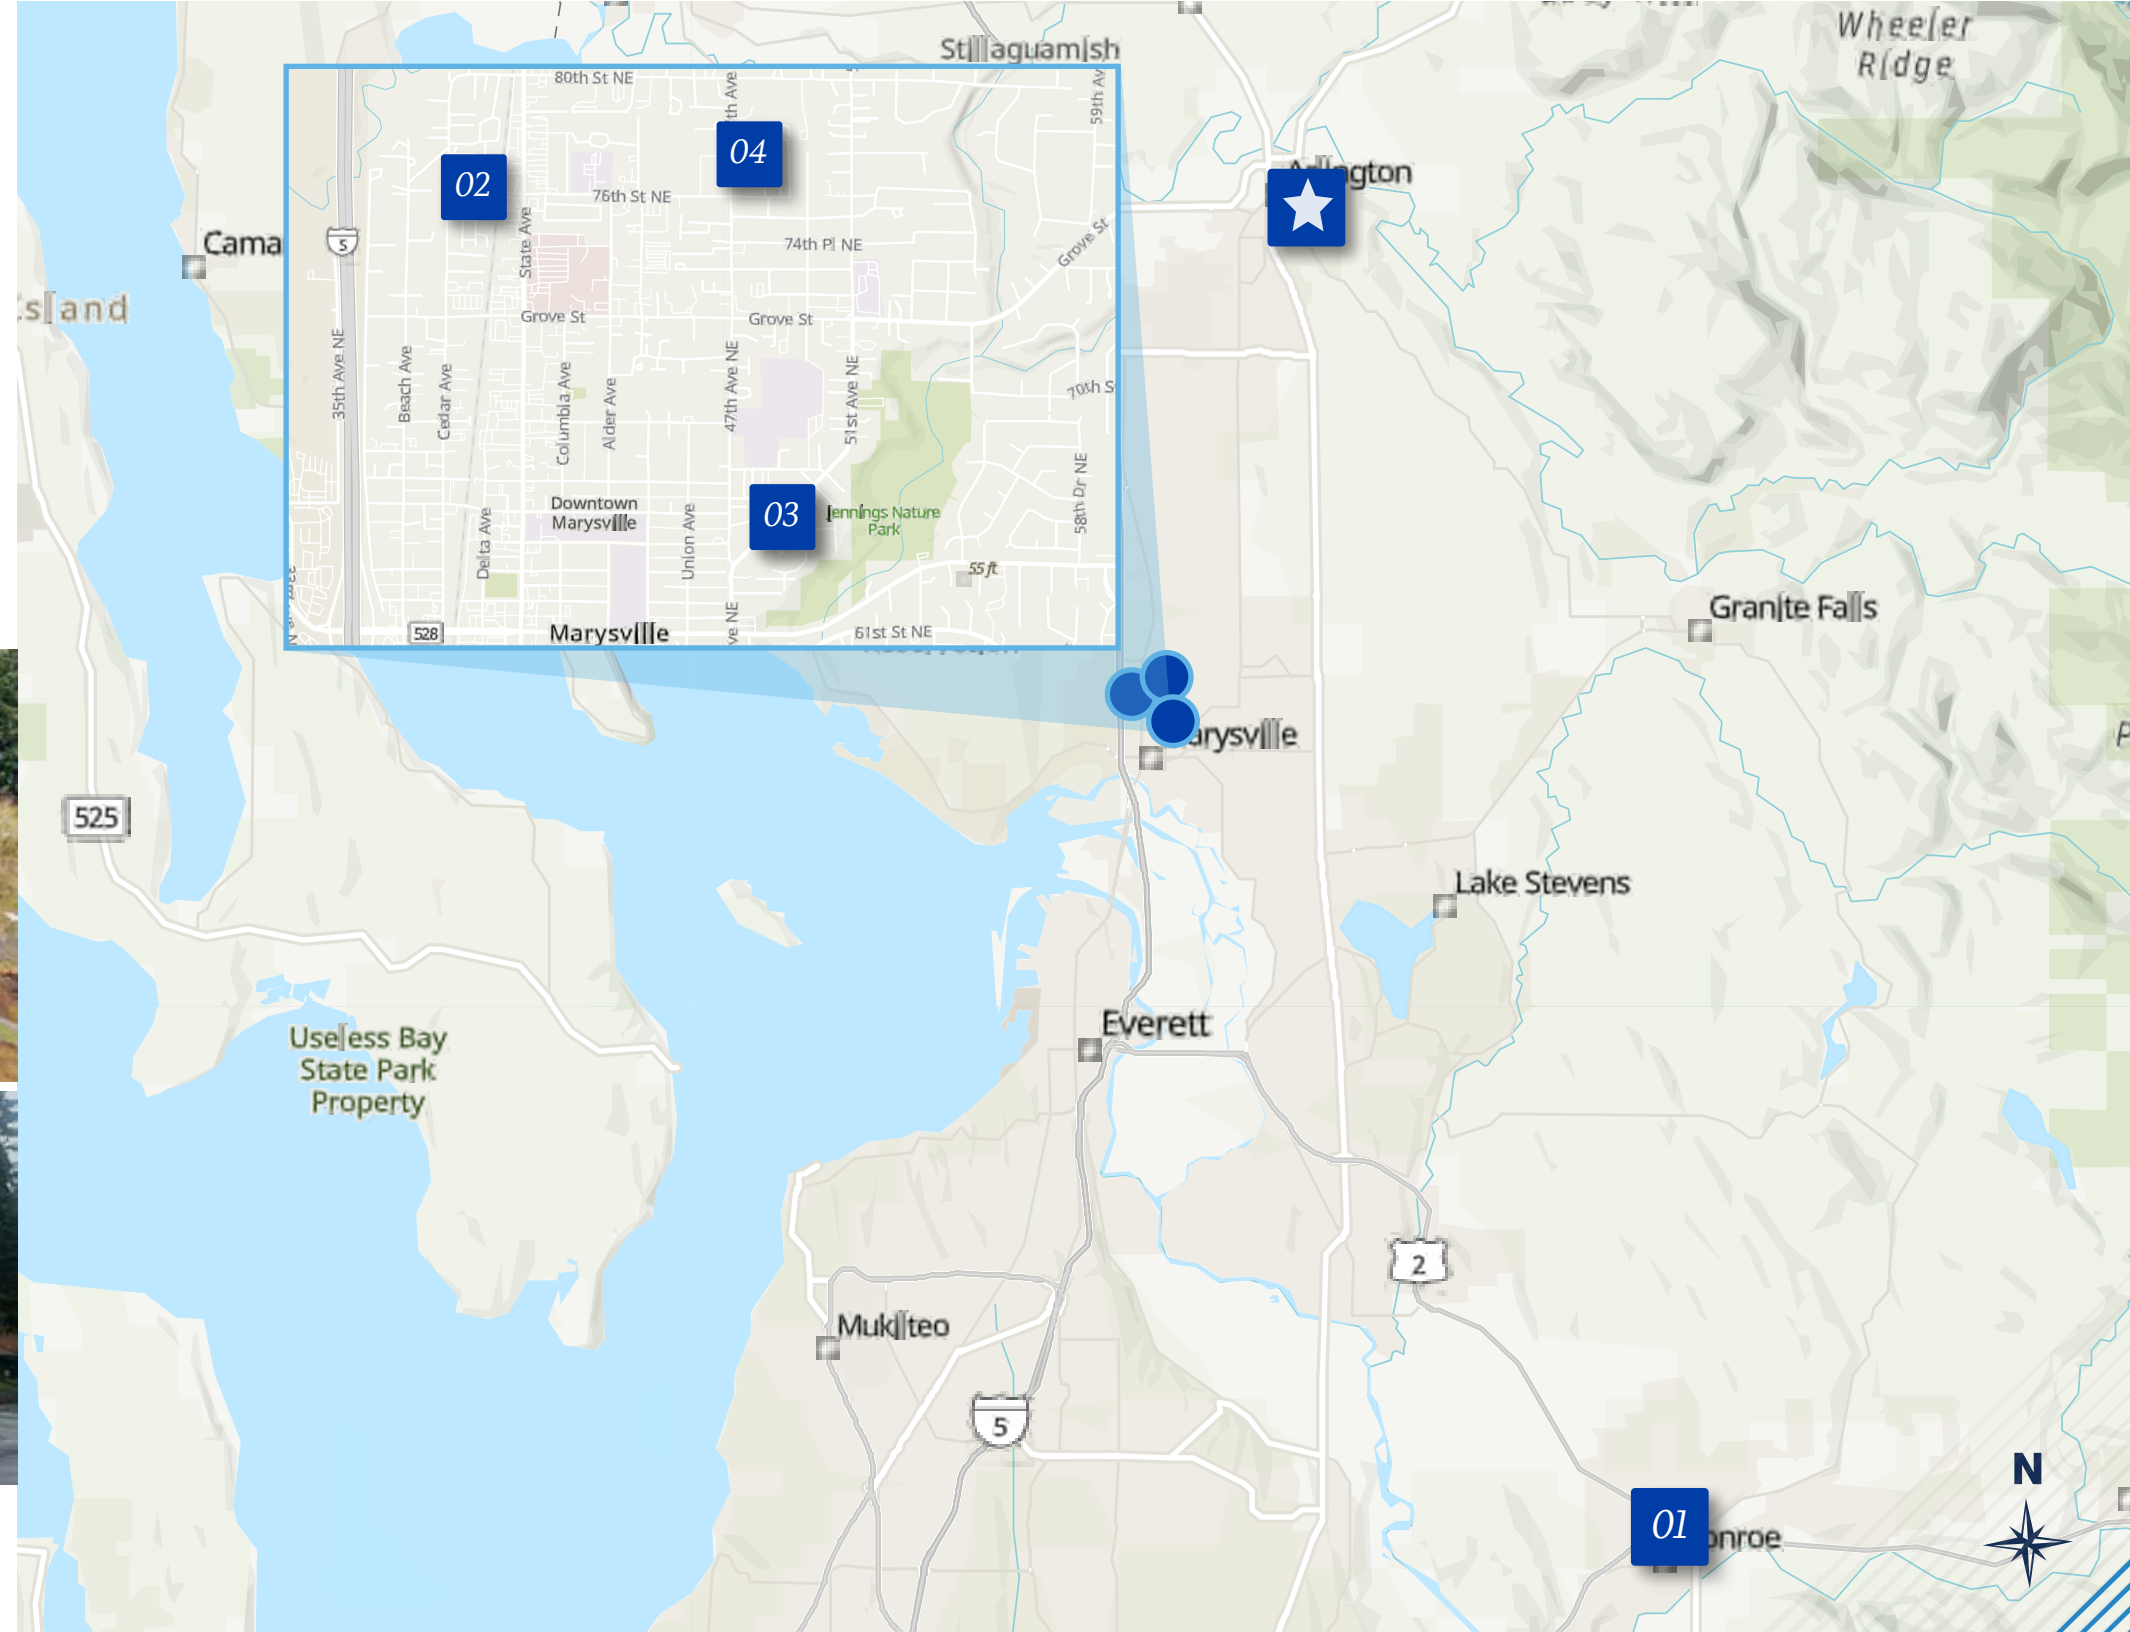 Wheeler
Ridge
Stillaguamish
80th St NE
59th Av
04
02
76th St NE
Arlington
State Ave
5
74th Pl NE
Grove St
Cama
Grove St
Grove St
35th Ave NE
Beach Ave
Cedar Ave
Columbia Ave
Alder Ave
47th Ave NE
51st Ave NE
70th S
58th Dr NE
Downtown
Marysville
Delta Ave
Union Ave
03
Jennings Nature
Park
55 ft
528
Marysville
ve NE
61st St NE
Granite Falls
arysville
525
Lake Stevens
Everett
Useless Bay
State Park
Property
2
Mukilteo
5
N
01
onroe